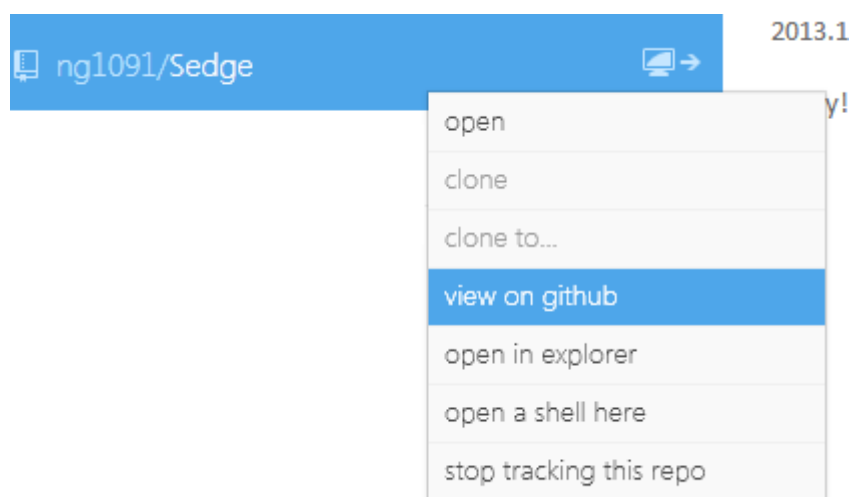 2013.1
ng1091/Sedge
y!
open
clone
clone to...
view on github
open in explorer
open a shell here
stop tracking this repo